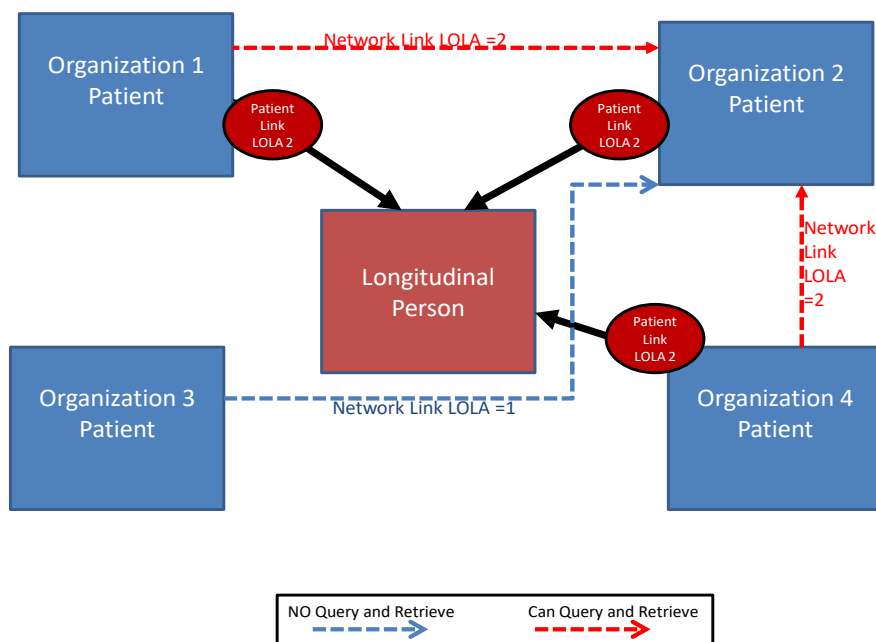 Network Link LOLA =2
Organization 1
Patient
Organization 2
Patient
Patient
Link
LOLA 2
Patient
Link
LOLA 2
Network
Link
LOLA
=2
Longitudinal
Person
Patient
Link
LOLA 2
Organization 3
Patient
Network Link LOLA =1
Organization 4
Patient
NO Query and Retrieve
Can Query and Retrieve